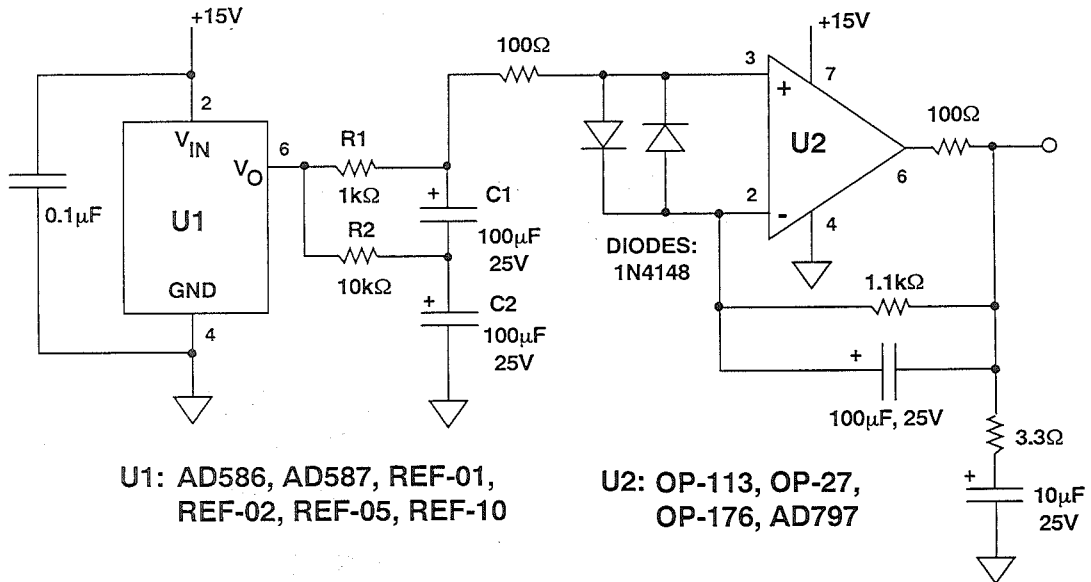 +15V
2
V_IN
V_O
6
U1
GND
4
0.1µF
R1
1kΩ
R2
10kΩ
+
C1
100µF
25V
+
C2
100µF
25V
100Ω
3
+
+15V
7
U2
100Ω
6
2
-
4
DIODES:
1N4148
1.1kΩ
+
100µF, 25V
3.3Ω
+
10µF
25V
U1: AD586, AD587, REF-01,
REF-02, REF-05, REF-10
U2: OP-113, OP-27,
OP-176, AD797